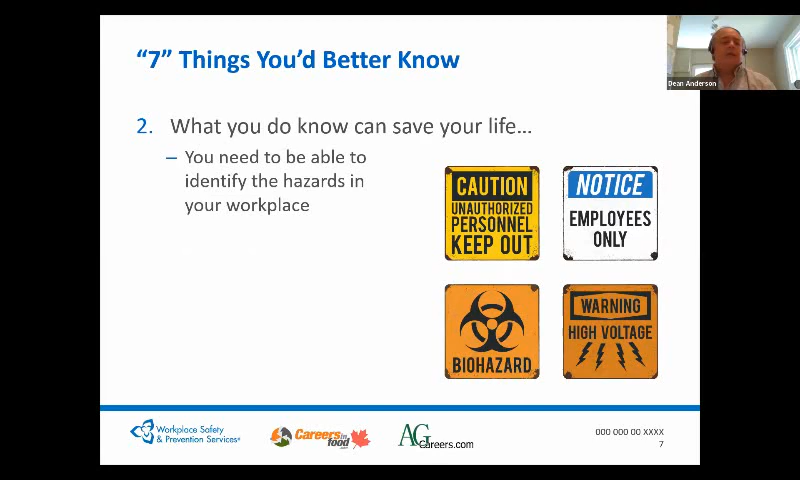 “7” Things You’d Better Know
Dean Anderson
2. What you do know can save your life…
– You need to be able to
identify the hazards in
your workplace
CAUTION
UNAUTHORIZED
PERSONNEL
KEEP OUT
NOTICE
EMPLOYEES
ONLY
BIOHAZARD
WARNING
HIGH VOLTAGE
Workplace Safety
& Prevention Services
Careers in
food
AG
Careers.com
000 000 00 XXXX
7